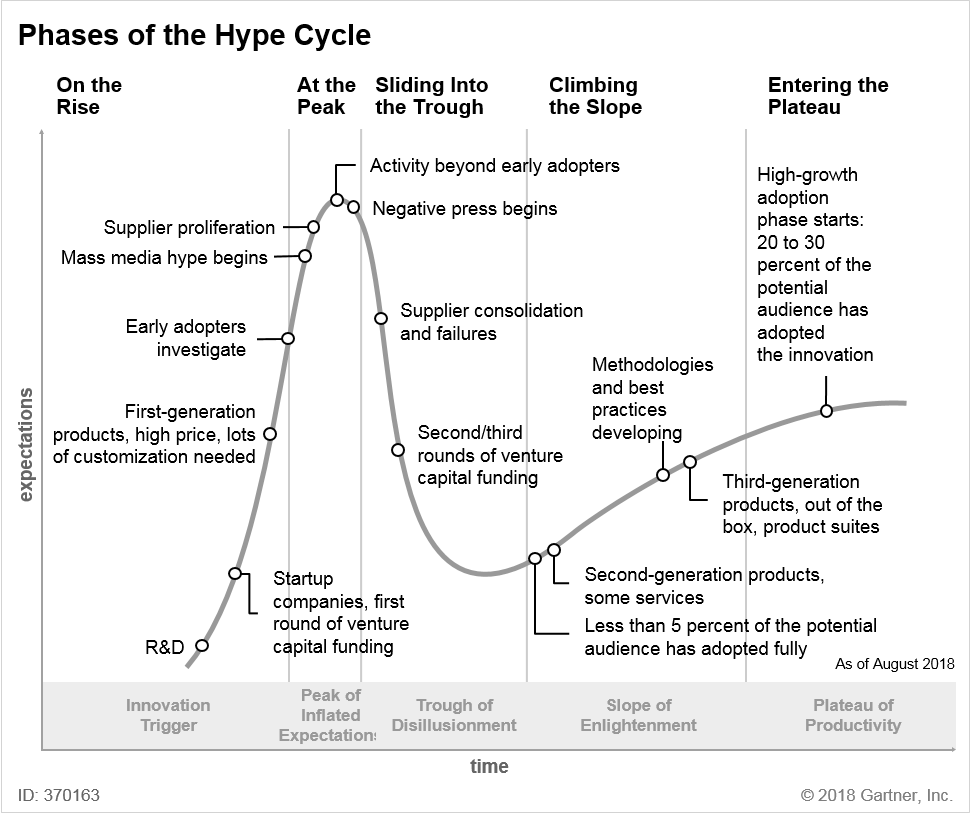 Phases of the Hype Cycle
On the
Rise
At the
Peak
Sliding Into
the Trough
Climbing
the Slope
Entering the
Plateau
Activity beyond early adopters
Negative press begins
Supplier proliferation
Mass media hype begins
High-growth
adoption
phase starts:
20 to 30
percent of the
potential
audience has
adopted
the innovation
Early adopters
investigate
Supplier consolidation
and failures
Methodologies
and best
practices
developing
First-generation
products, high price, lots
of customization needed
Second/third
rounds of venture
capital funding
Third-generation
products, out of the
box, product suites
Startup
companies, first
round of venture
capital funding
Second-generation products,
some services
Less than 5 percent of the potential
audience has adopted fully
R&D
As of August 2018
expectations
Innovation
Trigger
Peak of
Inflated
Expectations
Trough of
Disillusionment
Slope of
Enlightenment
Plateau of
Productivity
time
ID: 370163
© 2018 Gartner, Inc.